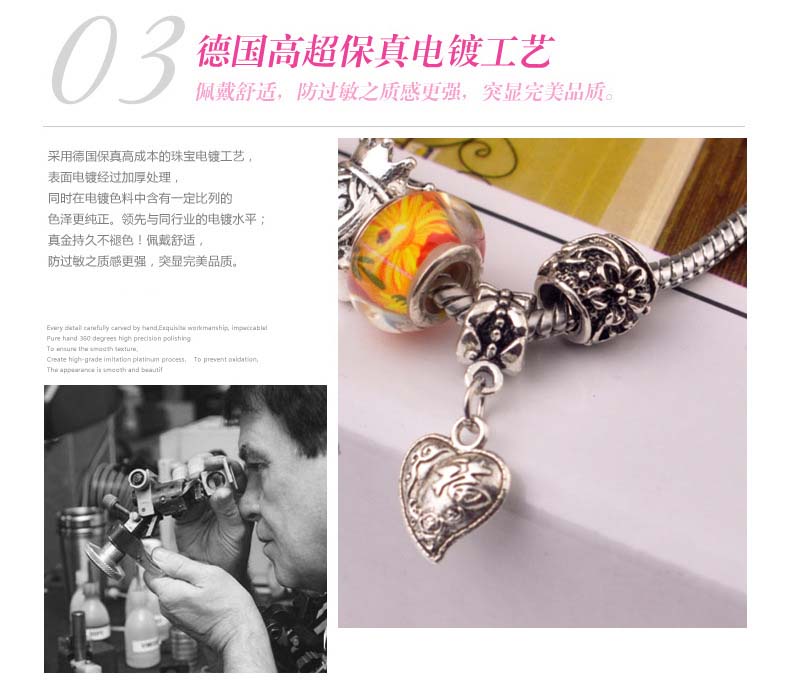 03
德国高超保真电镀工艺
佩戴舒适，防过敏之质感更强，突显完美品质。
采用德国保真高成本的珠宝电镀工艺，
表面电镀经过加厚处理，
同时在电镀色料中含有一定比列的
色泽更纯正。领先与同行业的电镀水平；
真金持久不褪色！佩戴舒适，
防过敏之质感更强，突显完美品质。
Every detail carefully carved by hand,Exquisite workmanship, impeccable!
Pure hand 360 degrees high precision polishing
To ensure the smooth texture,
Create high-grade imitation platinum process, To prevent oxidation,
The appearance is smooth and beautif